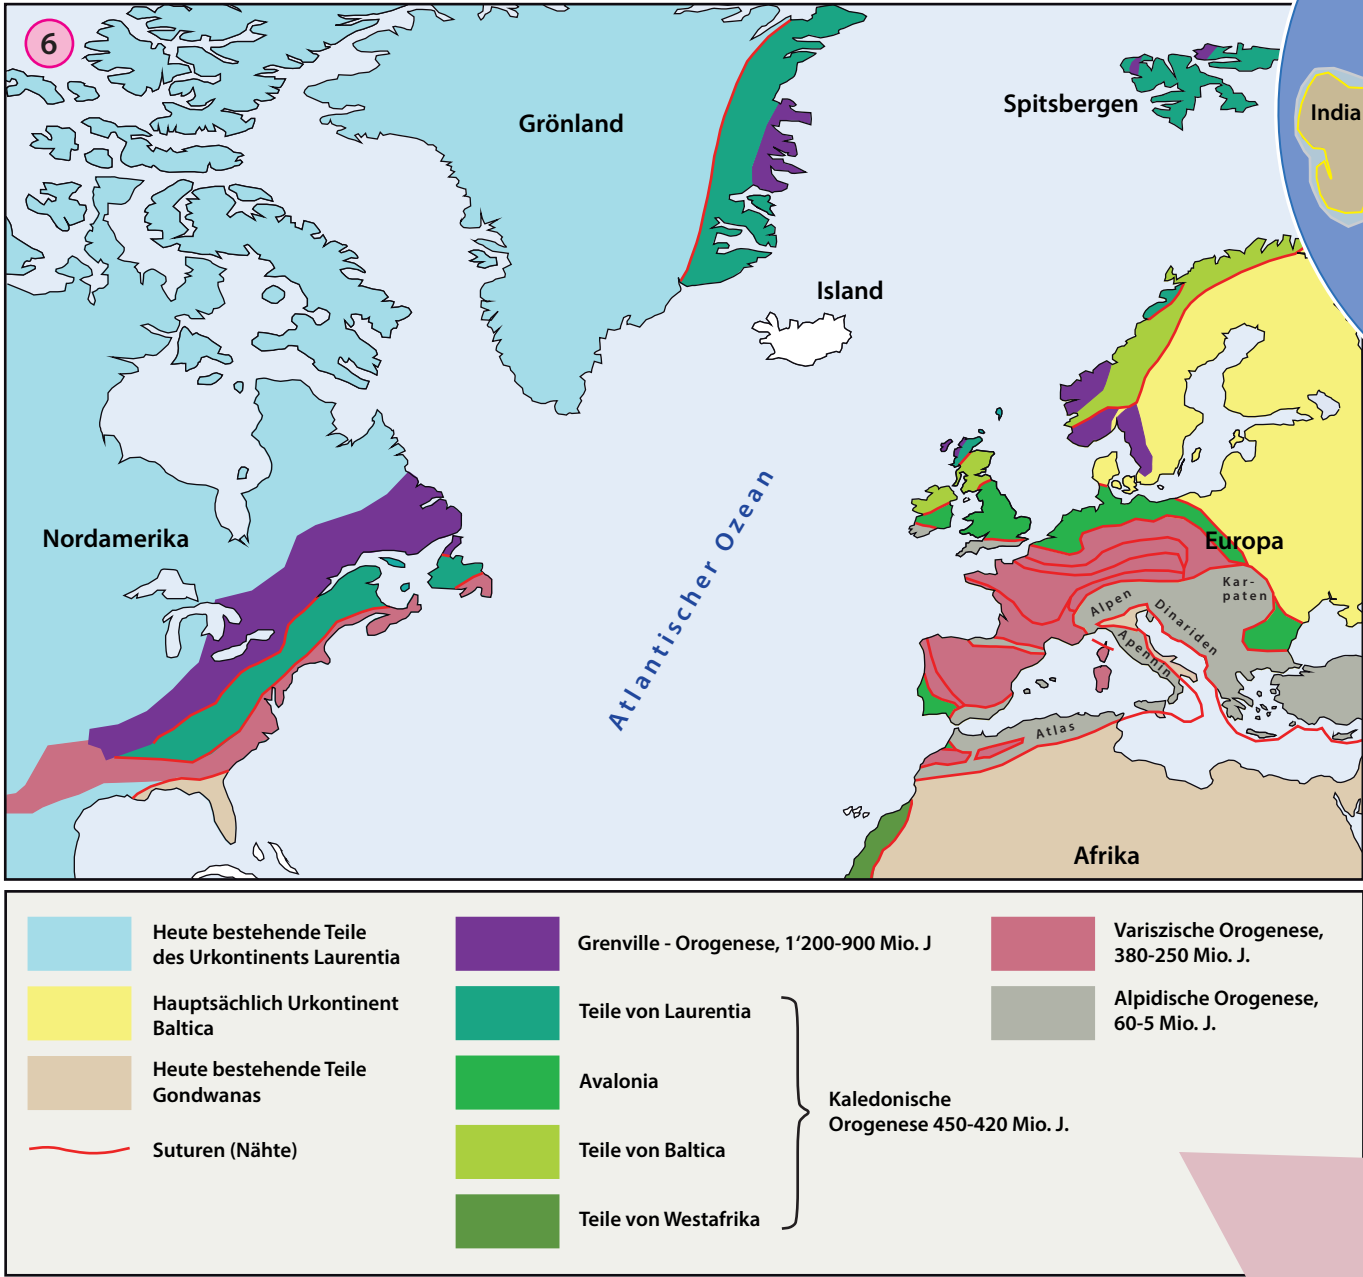 6
Grönland
Spitsbergen
India
Island
Nordamerika
Atlantischer Ozean
Europa
Kar-
paten
Alpen
Dinariden
Apennin
Atlas
Afrika
Heute bestehende Teile
des Urkontinents Laurentia
Hauptsächlich Urkontinent
Baltica
Heute bestehende Teile
Gondwanas
Suturen (Nähte)
Grenville - Orogenese, 1‘200-900 Mio. J
Teile von Laurentia
Avalonia
Teile von Baltica
Teile von Westafrika
Kaledonische
Orogenese 450-420 Mio. J.
Variszische Orogenese,
380-250 Mio. J.
Alpidische Orogenese,
60-5 Mio. J.